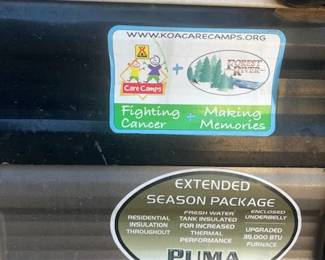 WWW.KOACARECAMPS.ORG
Care Camps
+
FOREST
RIVER
Fighting
Cancer
+
Making
Memories
EXTENDED
SEASON PACKAGE
RESIDENTIAL
INSULATION
THROUGHOUT
FRESH WATER
TANK INSULATED
FOR INCREASED
THERMAL
PERFORMANCE
ENCLOSED
UNDERBELLY
UPGRADED
35,000 BTU
FURNACE
PUMA